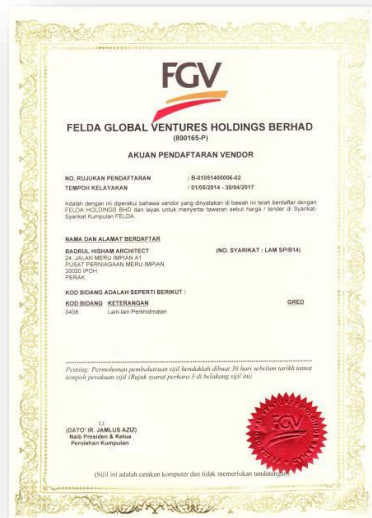 FGV
FELDA GLOBAL VENTURES HOLDINGS BERHAD
(800165-P)
AKUAN PENDAFTARAN VENDOR
NO. RUJUKAN PENDAFTARAN : B-01051400006-02
TEMPOH KELAYAKAN : 01/05/2014 - 30/04/2017
Adalah dengan ini diperakui bahawa vendor yang dinyatakan di bawah ini telah berdaftar dengan
FELDA HOLDINGS BHD dan layak untuk menyertai tawaran sebut harga / tender di Syarikat-
Syarikat Kumpulan FELDA.
NAMA DAN ALAMAT BERDAFTAR
BADRUL HISHAM ARCHITECT (NO. SYARIKAT : LAM SP/B14)
24, JALAN MERU IMPIAN A1
PUSAT PERNIAGAAN MERU IMPIAN
30020 IPOH
PERAK
KOD BIDANG ADALAH SEPERTI BERIKUT :
KOD BIDANG KETERANGAN GRED
0408 Lain-lain Perkhidmatan
Penting: Permohonan pembaharuan sijil hendaklah dibuat 30 hari sebelum tarikh tamat
tempoh perakuan sijil (Rujuk syarat perkara 3 di belakang sijil ini)
t.t
(DATO' IR. JAMLUS AZIZ)
Naib Presiden & Ketua
Perolehan Kumpulan
FGV
(Sijil ini adalah cetakan komputer dan tidak memerlukan tandatangan)